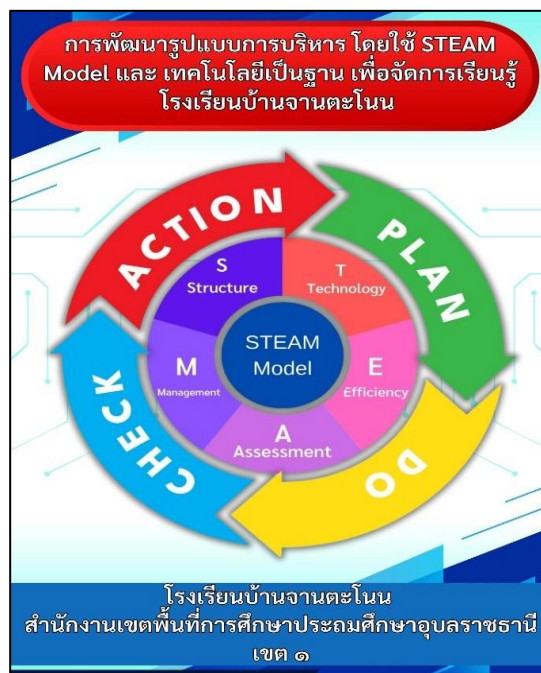 การพัฒนารูปแบบการบริหาร โดยใช้ STEAM
Model และ เทคโนโลยีเป็นฐาน เพื่อจัดการเรียนรู้
โรงเรียนบ้านจานตะโนน
ACTION
PLAN
DO
CHECK
S
Structure
T
Technology
E
Efficiency
A
Assessment
M
Management
STEAM
Model
โรงเรียนบ้านจานตะโนน
สำนักงานเขตพื้นที่การศึกษาประถมศึกษาอุบลราชธานี
เขต ๑